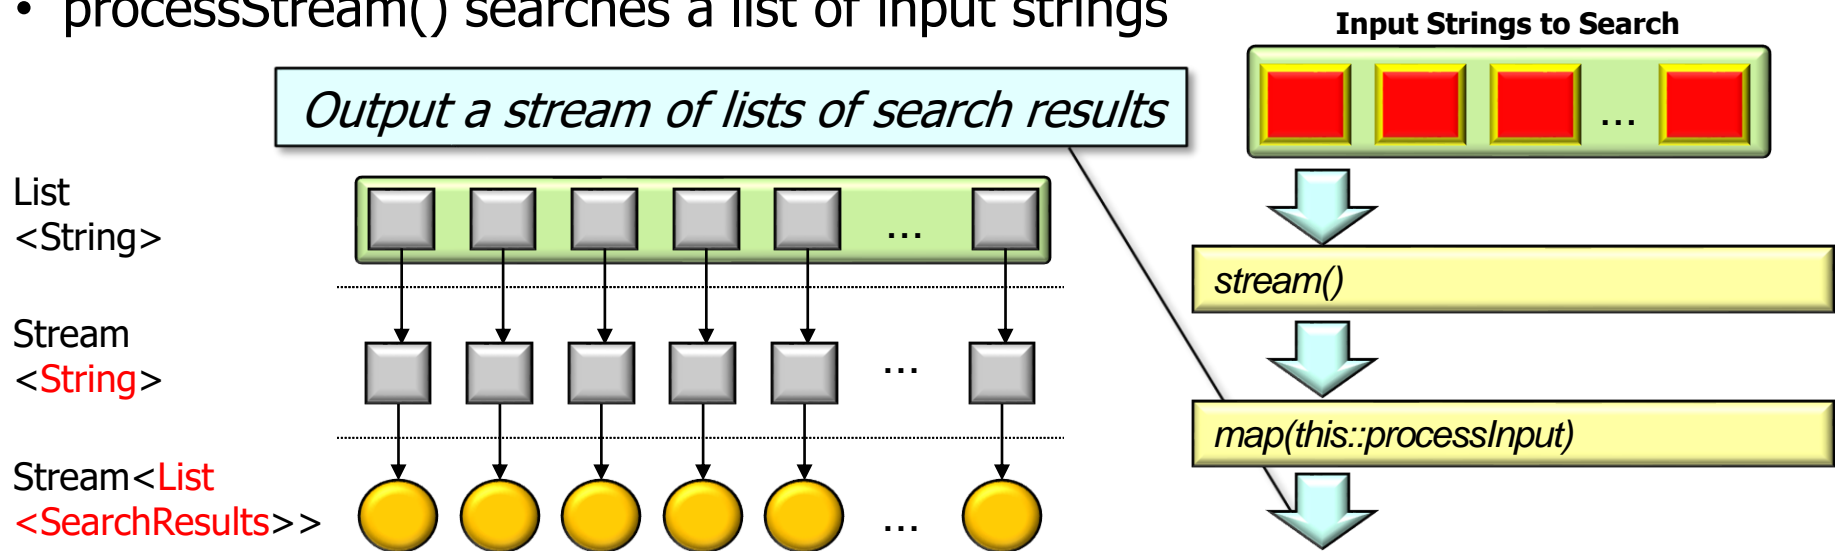 • processStream() searches a list of input strings
Input Strings to Search
Output a stream of lists of search results
...
List
<String>
...
stream()
Stream
<String>
...
map(this::processInput)
Stream<List
<SearchResults>>
...